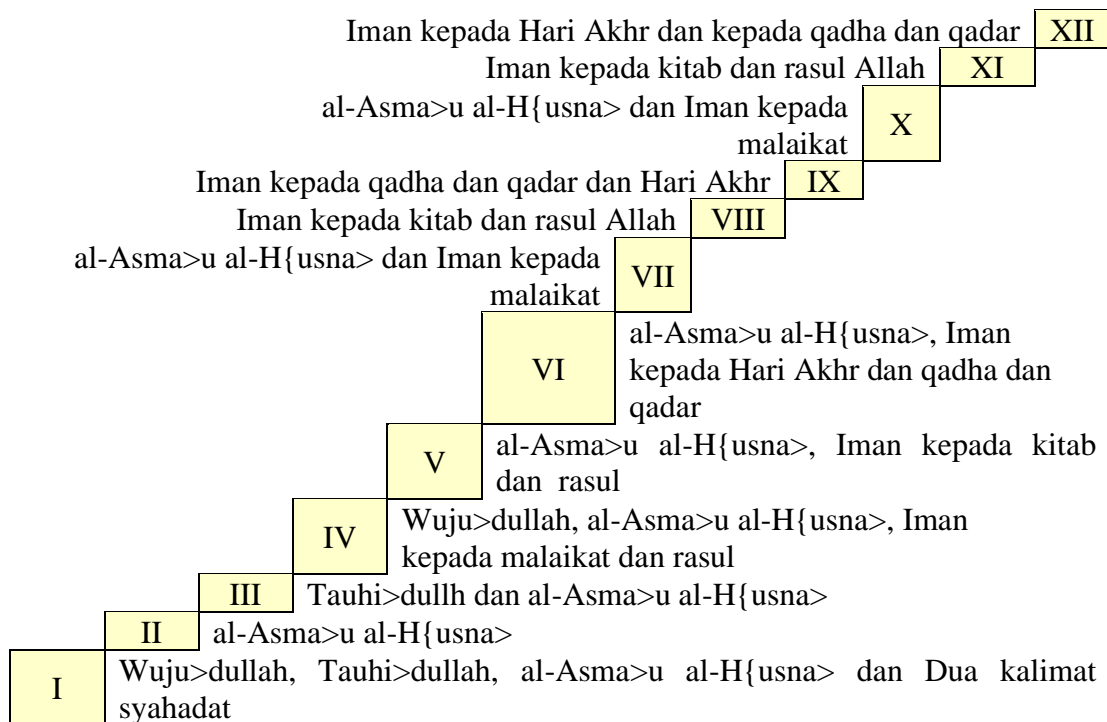 Iman kepada Hari Akhr dan kepada qadha dan qadar XII
Iman kepada kitab dan rasul Allah XI
al-Asma>u al-H{usna> dan Iman kepada
malaikat
X
Iman kepada qadha dan qadar dan Hari Akhr IX
Iman kepada kitab dan rasul Allah VIII
al-Asma>u al-H{usna> dan Iman kepada
malaikat
VII
VI
al-Asma>u al-H{usna>, Iman
kepada Hari Akhr dan qadha dan
qadar
V
al-Asma>u al-H{usna>, Iman kepada kitab
dan rasul
IV
Wuju>dullah, al-Asma>u al-H{usna>, Iman
kepada malaikat dan rasul
III Tauhi>dullh dan al-Asma>u al-H{usna>
II al-Asma>u al-H{usna>
I
Wuju>dullah, Tauhi>dullah, al-Asma>u al-H{usna> dan Dua kalimat
syahadat